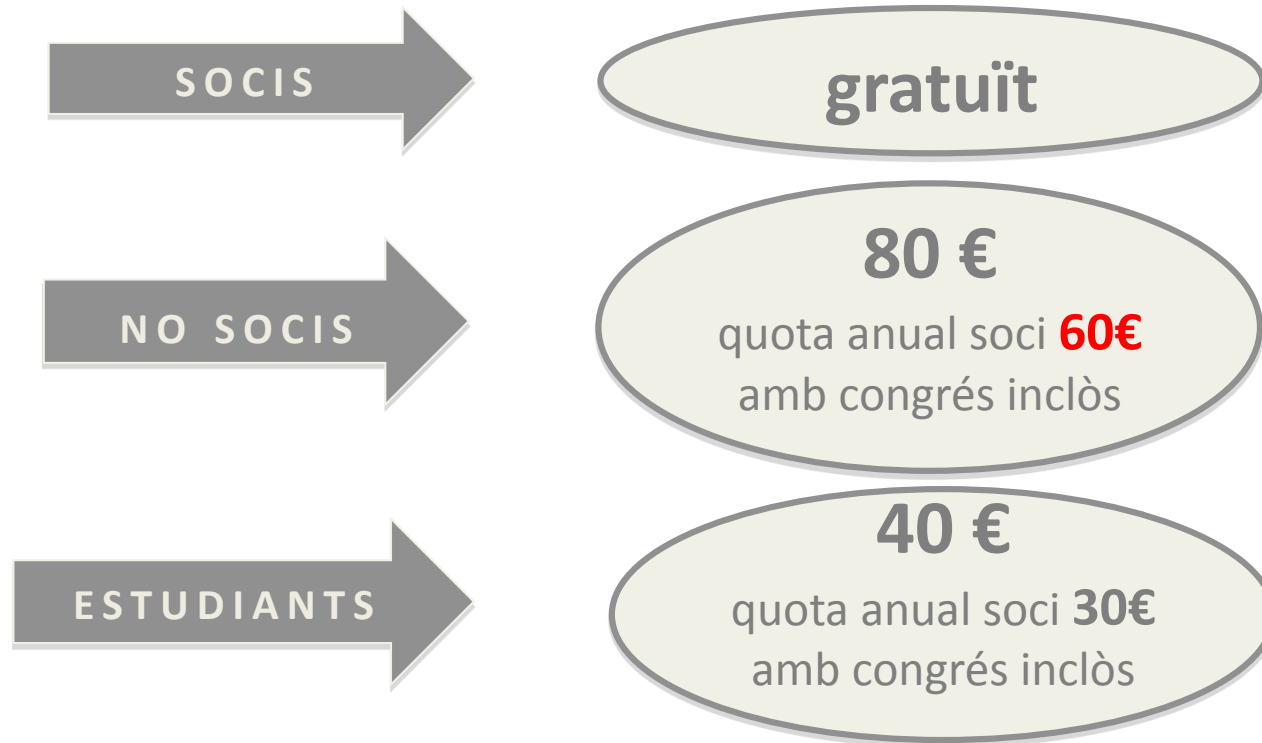 SOCIS
gratuït
NO SOCIS
80 €
quota anual soci 60€
amb congrés inclòs
ESTUDIANTS
40 €
quota anual soci 30€
amb congrés inclòs